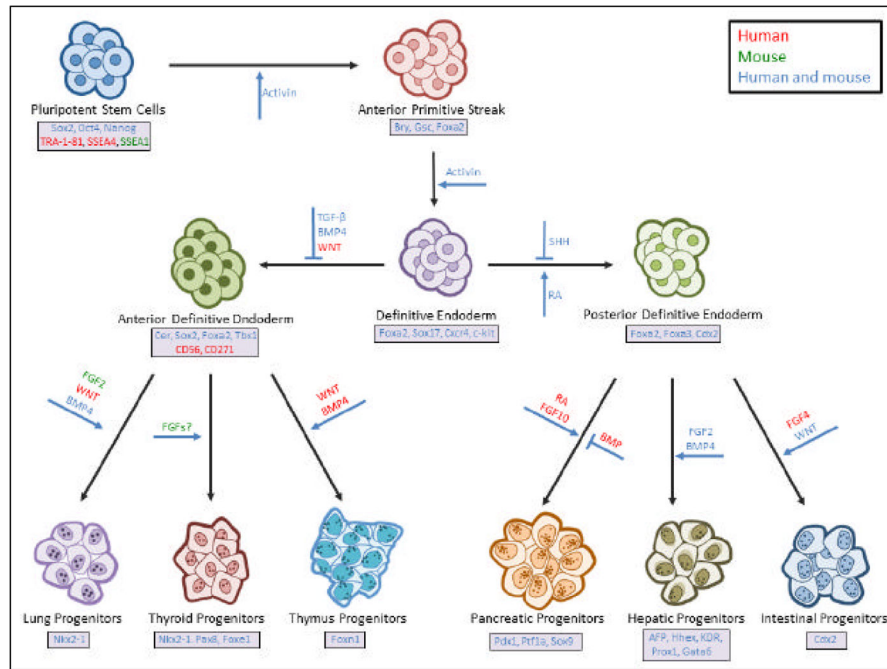 Human
Mouse
Human and mouse
Activin
Pluripotent Stem Cells
Anterior Primitive Streak
Sox2, Oct4, Nanog
TRA-1-81, SSEA4, SSEA1
Bry, Gsc, Foxa2
Activin
TGF-β
BMP4
WNT
SHH
RA
Anterior Definitive Dndoderm
Definitive Endoderm
Posterior Definitive Endoderm
Cer, Sox2, Foxa2, Tbx1
CD56, CD271
Foxa2, Sox17, Cxcr4, c-kit
Foxa2, Foxa3, Cdx2
FGF2
WNT
BMP4
FGFs?
WNT
BMP4
RA
FGF10
BMP
FGF2
BMP4
FGF4
WNT
Lung Progenitors
Thyroid Progenitors
Thymus Progenitors
Pancreatic Progenitors
Hepatic Progenitors
Intestinal Progenitors
Nkx2-1
Nkx2-1. Pax8, Foxe1
Foxn1
Pdx1, Ptf1a, Sox9
AFP, Hhex, KDR,
Prox1, Gata6
Cdx2